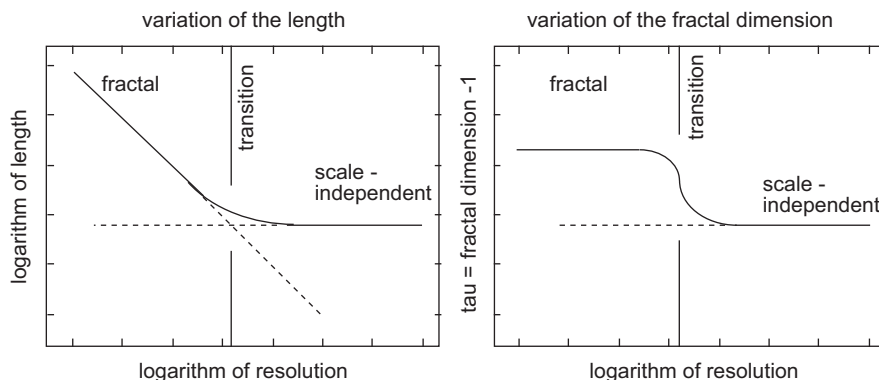 variation of the length
fractal
transition
scale -
independent
logarithm of length
logarithm of resolution
variation of the fractal dimension
fractal
transition
scale -
independent
tau = fractal dimension -1
logarithm of resolution